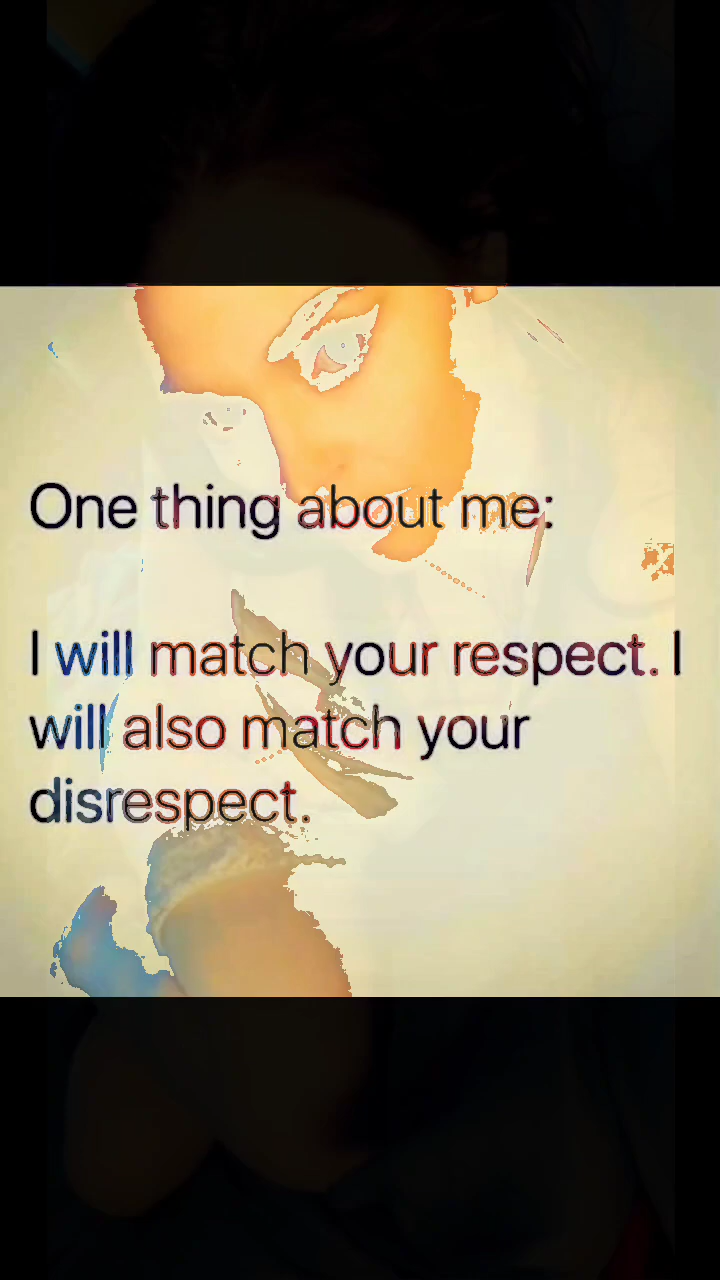 One thing about me:
I will match your respect. I
will also match your
disrespect.